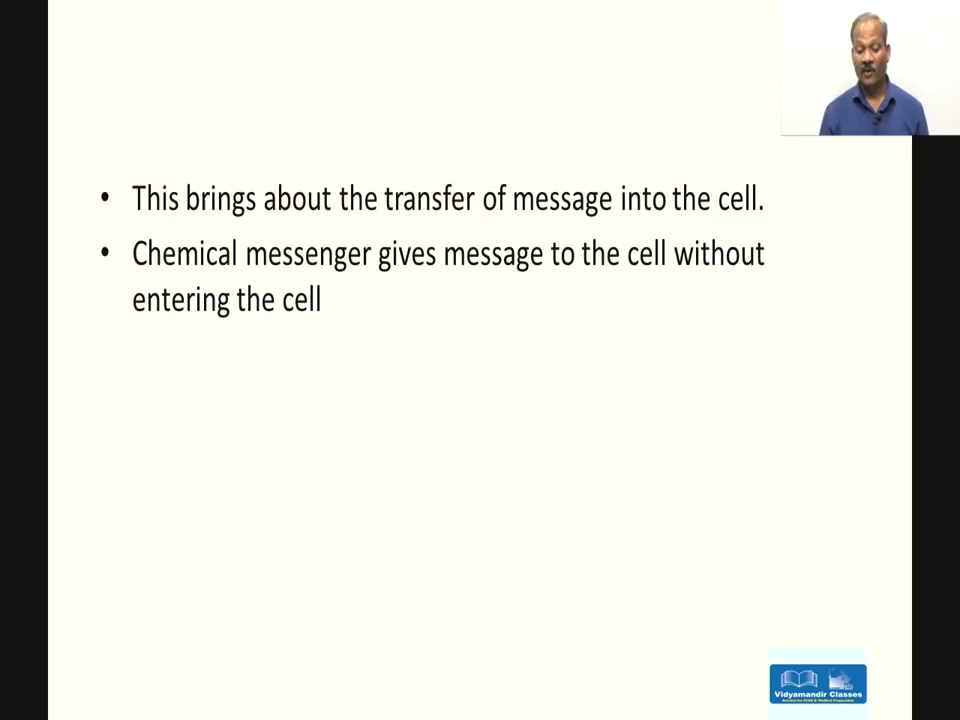 • This brings about the transfer of message into the cell.
• Chemical messenger gives message to the cell without
entering the cell
Vidyamandir Classes